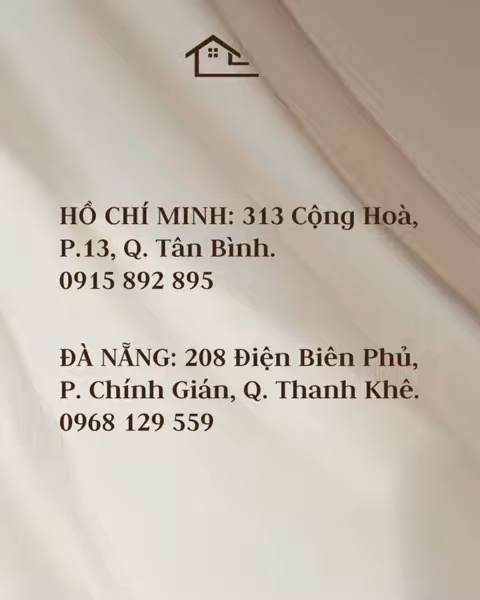 HỒ CHÍ MINH: 313 Cộng Hoà,
P.13, Q. Tân Bình.
0915 892 895
ĐÀ NẴNG: 208 Điện Biên Phủ,
P. Chính Gián, Q. Thanh Khê.
0968 129 559